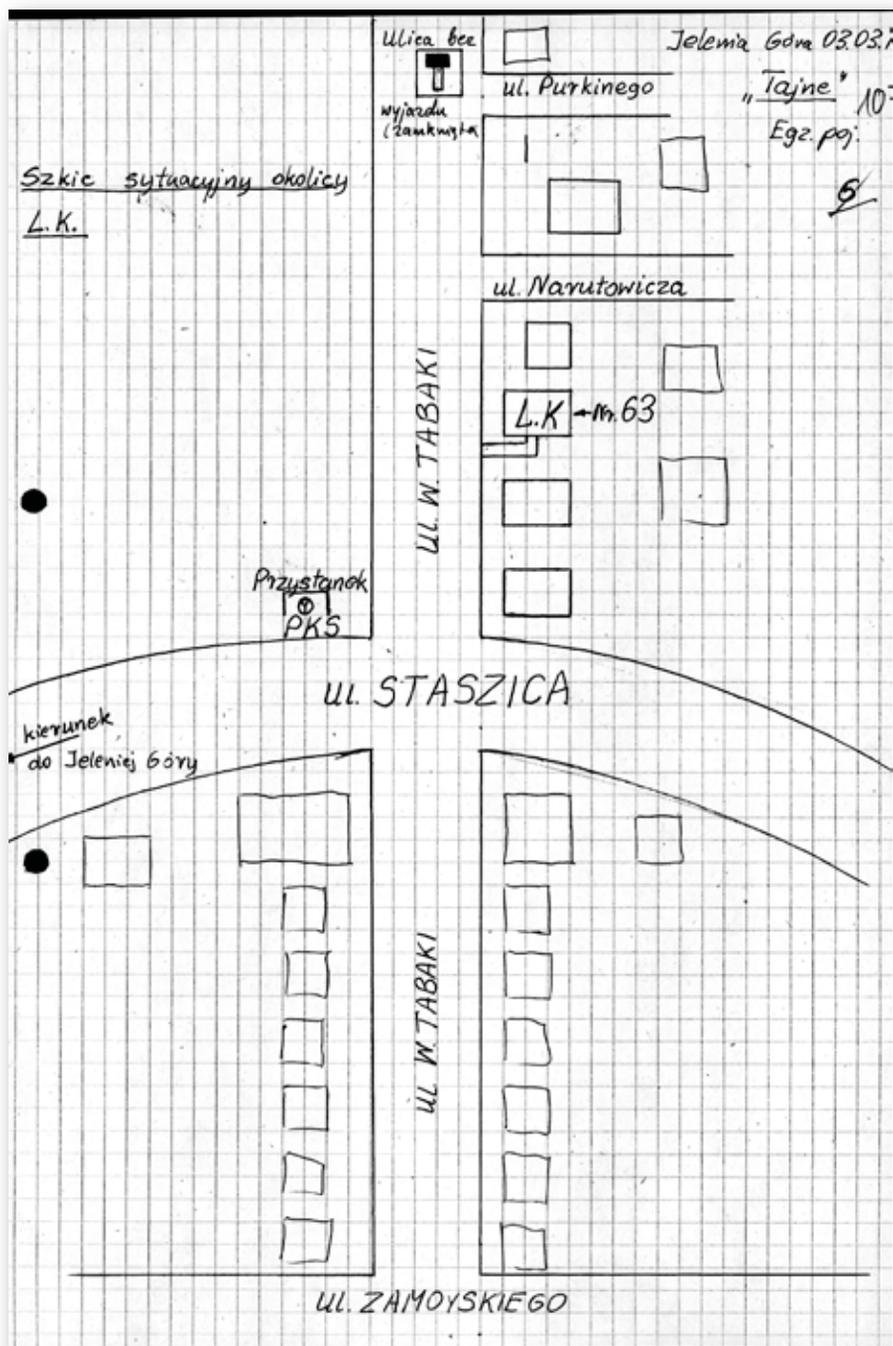 Jelenia Góra 03.03.
„Tajne"
Egz. poj.
Ulica bez
wyjazdu
(zamknięta
ul. Purkinego
Szkic sytuacyjny okolicy
L.K.
ul. Narutowicza
L.K Nr. 63
ul. W. TABAKI
Przystanek
PKS
ul. STASZICA
kierunek
do Jeleniej Góry
ul. W. TABAKI
ul. ZAMOYSKIEGO